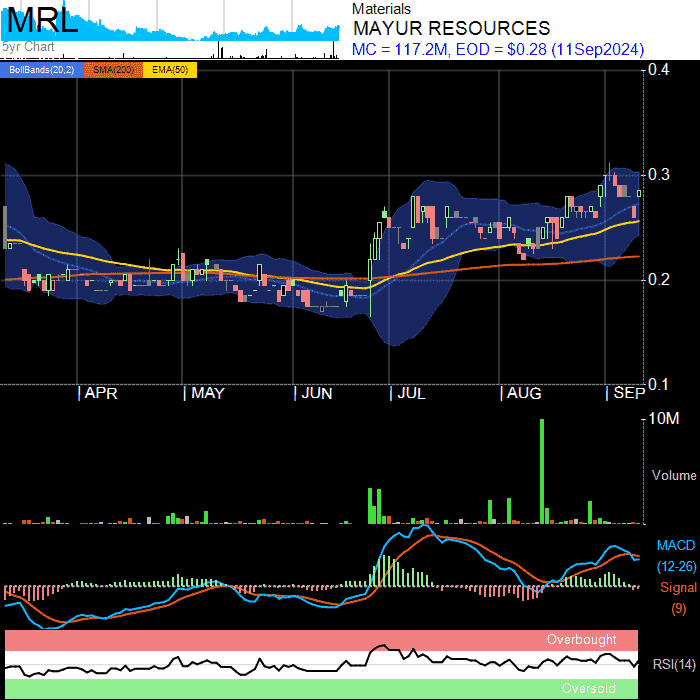 MRL
5yr Chart
Materials
MAYUR RESOURCES
MC = 117.2M, EOD = $0.28 (11Sep2024)
BollBands(20,2) SMA(200) EMA(50)
0.4
0.3
0.2
0.1
APR MAY JUN JUL AUG SEP
10M
Volume
MACD
(12-26)
Signal
(9)
Overbought
RSI(14)
Oversold